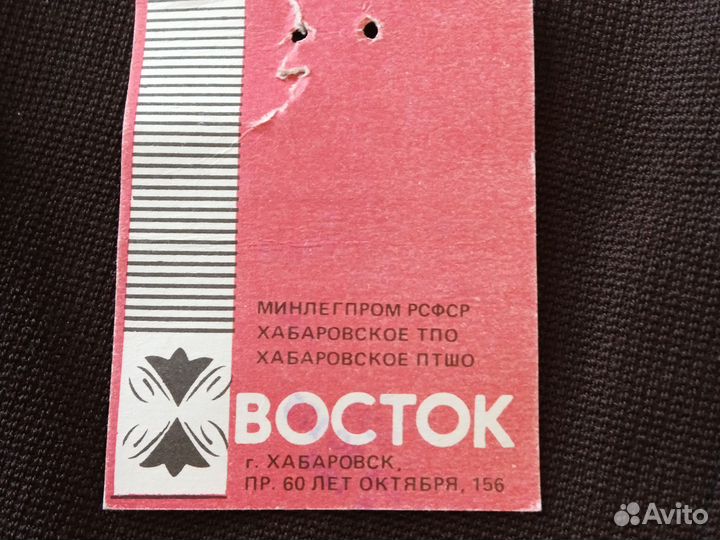 МИНЛЕГПРОМ РСФСР
ХАБАРОВСКОЕ ТПО
ХАБАРОВСКОЕ ПТШО
ВОСТОК
г. ХАБАРОВСК,
ПР. 60 ЛЕТ ОКТЯБРЯ, 156
Avito